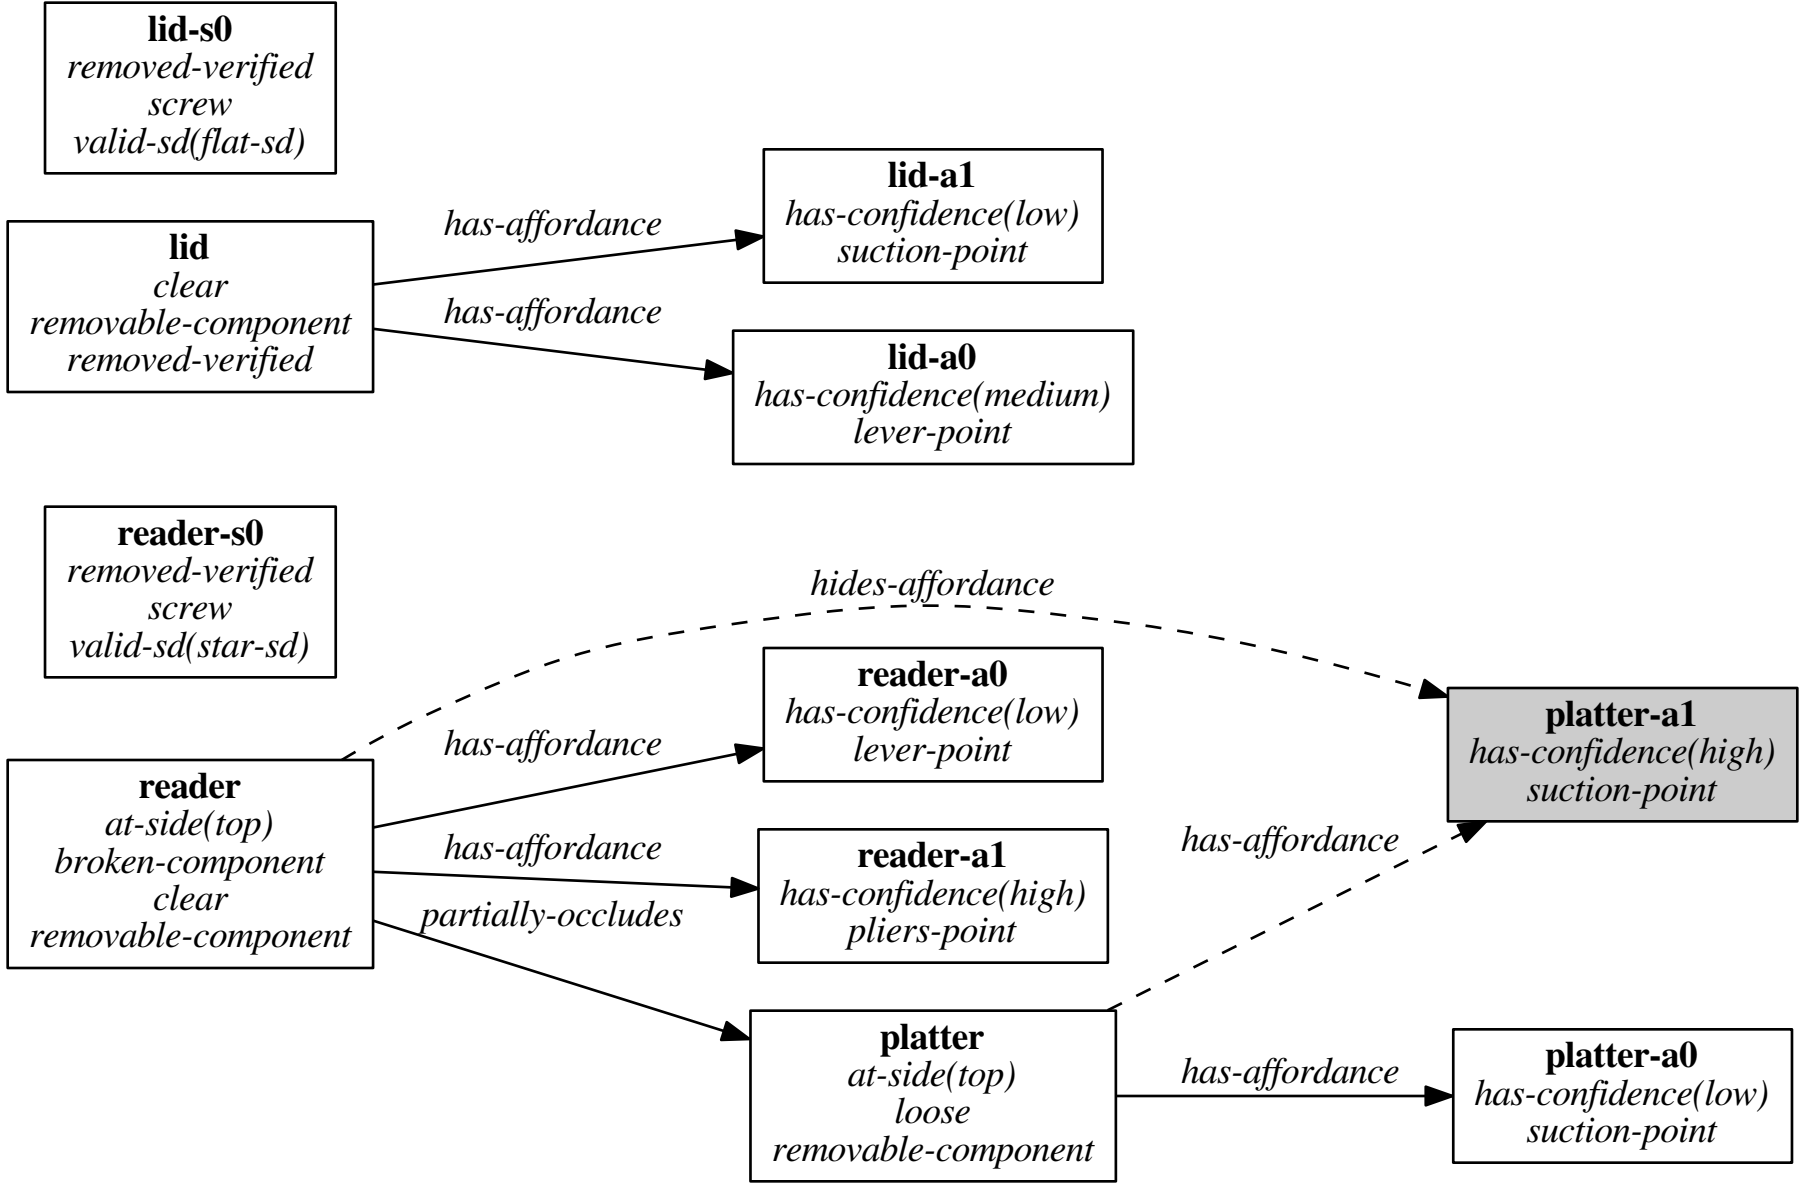 lid-s0
removed-verified
screw
valid-sd(flat-sd)
lid
clear
removable-component
removed-verified
has-affordance
has-affordance
lid-a1
has-confidence(low)
suction-point
lid-a0
has-confidence(medium)
lever-point
reader-s0
removed-verified
screw
valid-sd(star-sd)
hides-affordance
reader
at-side(top)
broken-component
clear
removable-component
has-affordance
has-affordance
partially-occludes
reader-a0
has-confidence(low)
lever-point
reader-a1
has-confidence(high)
pliers-point
platter
at-side(top)
loose
removable-component
has-affordance
has-affordance
platter-a1
has-confidence(high)
suction-point
platter-a0
has-confidence(low)
suction-point